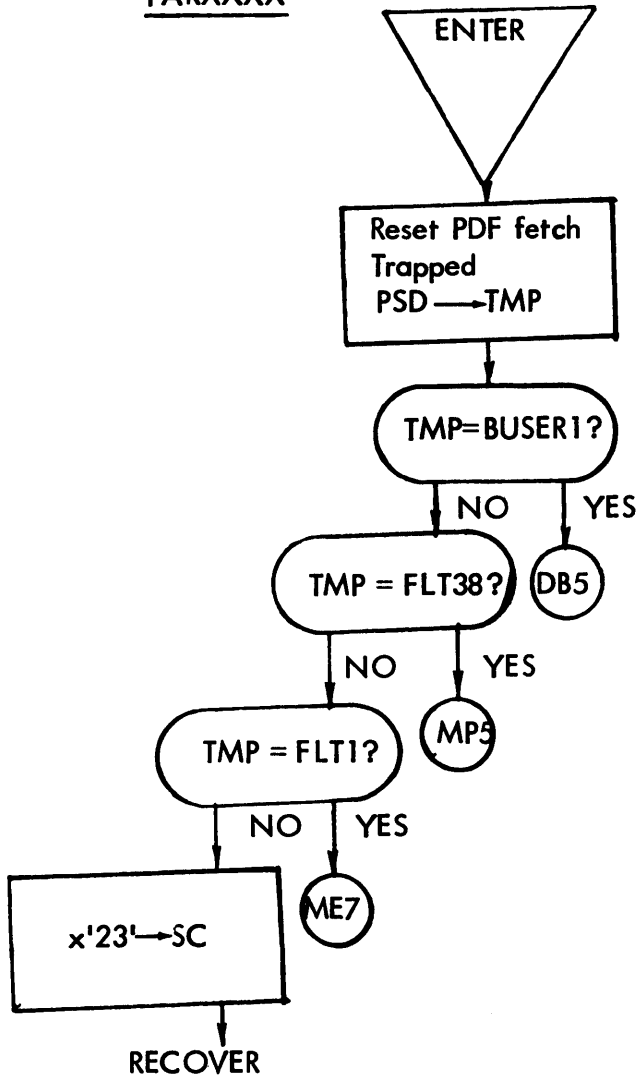 ENTER
Reset PDF fetch
Trapped
PSD → TMP
TMP=BUSER1?
NO YES
TMP = FLT38?
DB5
NO YES
TMP = FLT1?
MP5
NO YES
x'23'→SC
ME7
RECOVER